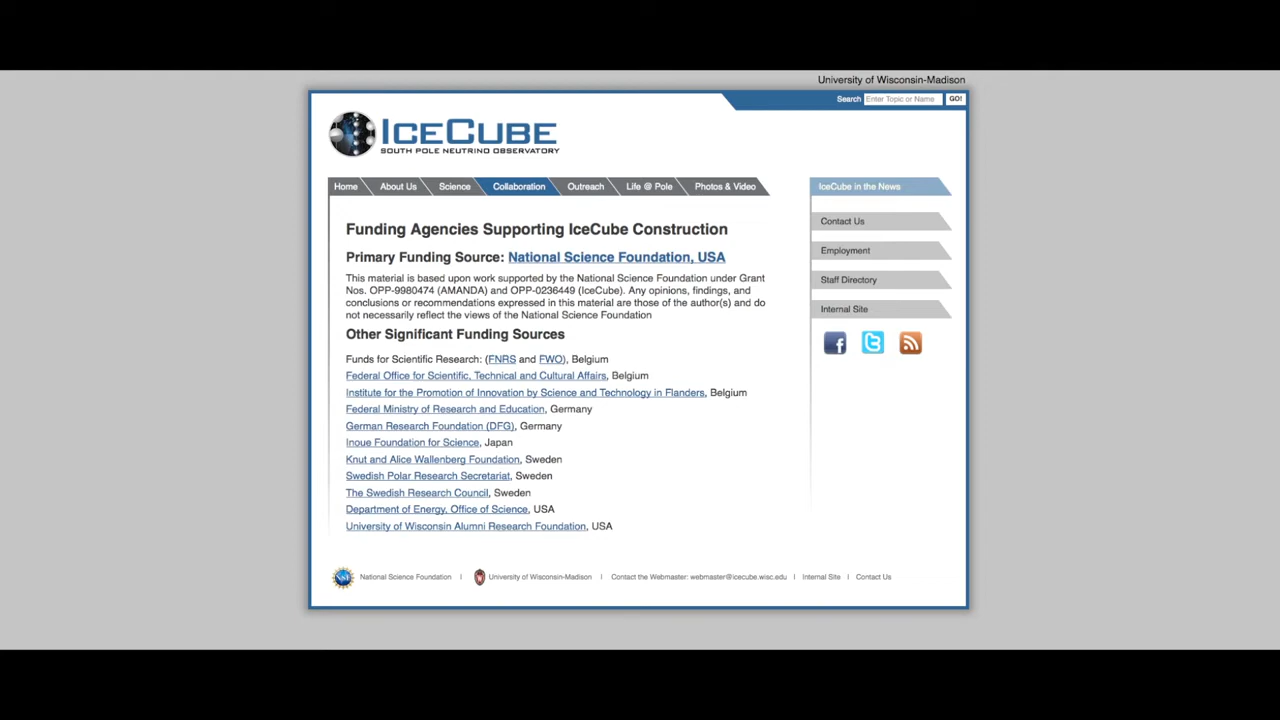 University of Wisconsin-Madison
Search Enter Topic or Name GO!
ICECUBE
SOUTH POLE NEUTRINO OBSERVATORY
Home About Us Science Collaboration Outreach Life @ Pole Photos & Video
IceCube in the News
Contact Us
Employment
Staff Directory
Internal Site
Funding Agencies Supporting IceCube Construction
Primary Funding Source: National Science Foundation, USA
This material is based upon work supported by the National Science Foundation under Grant
Nos. OPP-9980474 (AMANDA) and OPP-0236449 (IceCube). Any opinions, findings, and
conclusions or recommendations expressed in this material are those of the author(s) and do
not necessarily reflect the views of the National Science Foundation
Other Significant Funding Sources
Funds for Scientific Research: (FNRS and FWO), Belgium
Federal Office for Scientific, Technical and Cultural Affairs, Belgium
Institute for the Promotion of Innovation by Science and Technology in Flanders, Belgium
Federal Ministry of Research and Education, Germany
German Research Foundation (DFG), Germany
Inoue Foundation for Science, Japan
Knut and Alice Wallenberg Foundation, Sweden
Swedish Polar Research Secretariat, Sweden
The Swedish Research Council, Sweden
Department of Energy, Office of Science, USA
University of Wisconsin Alumni Research Foundation, USA
NSF National Science Foundation | University of Wisconsin-Madison | Contact the Webmaster: webmaster@icecube.wisc.edu | Internal Site | Contact Us